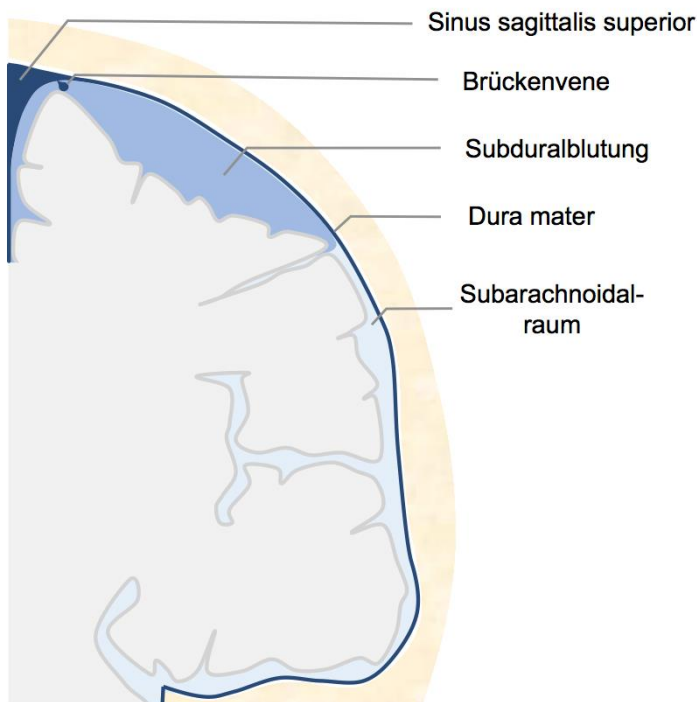 Sinus sagittalis superior
Brückenvene
Subduralblutung
Dura mater
Subarachnoidal-
raum